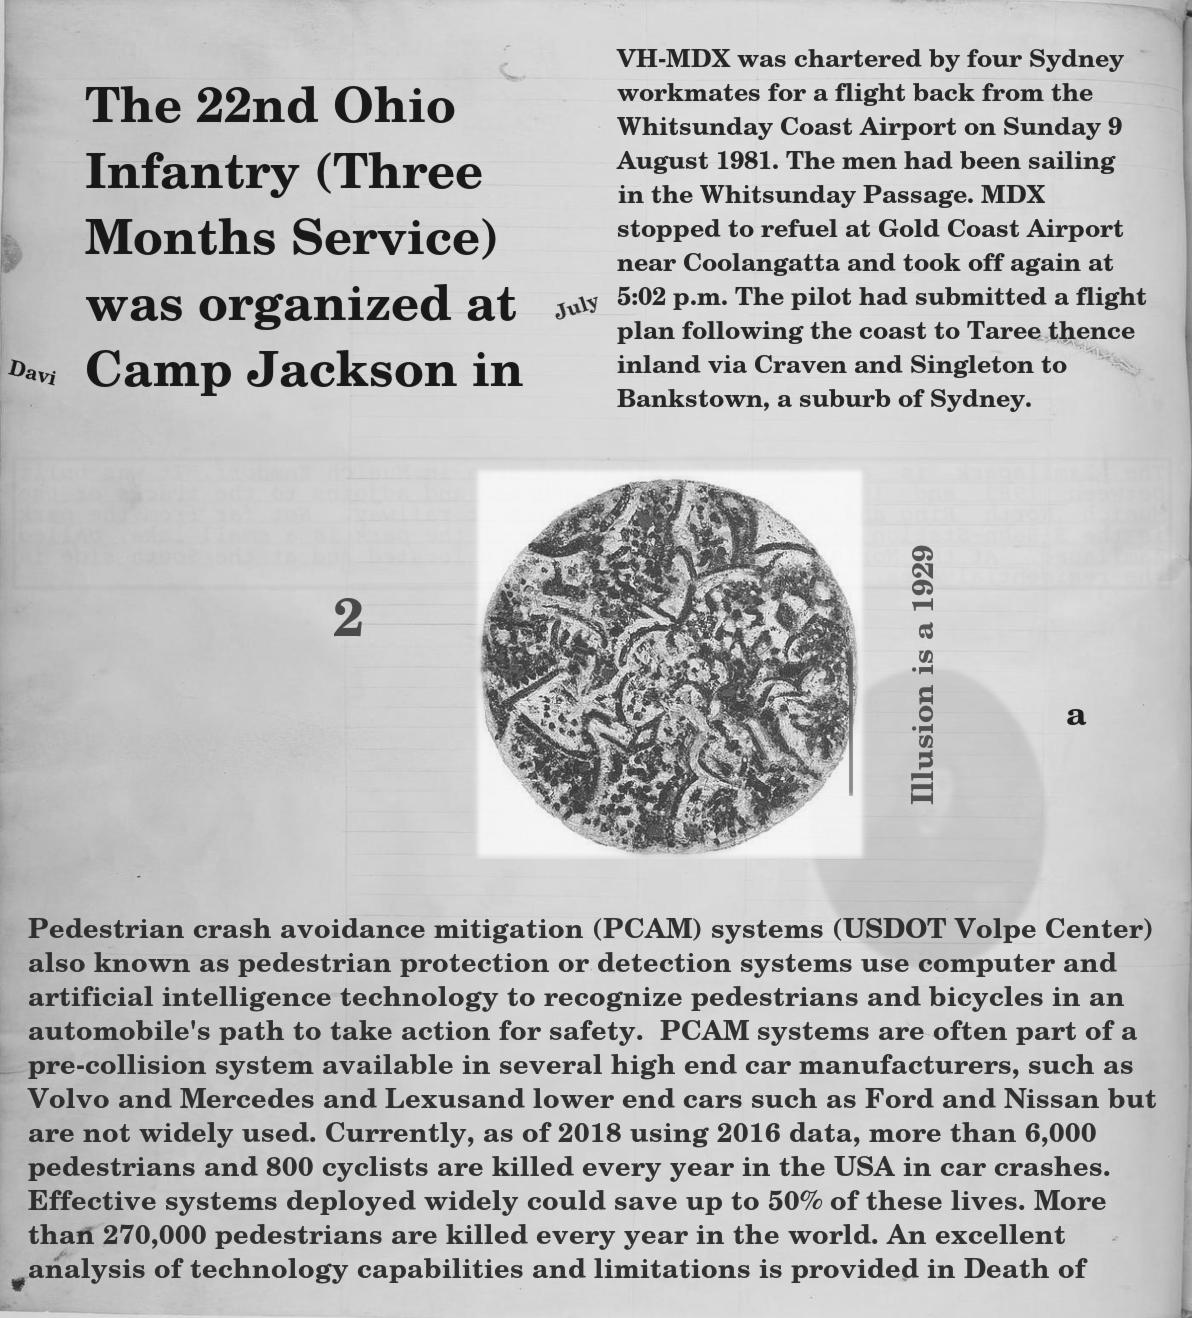 The 22nd Ohio
Infantry (Three
Months Service)
was organized at
Camp Jackson in
Davi
July
VH-MDX was chartered by four Sydney
workmates for a flight back from the
Whitsunday Coast Airport on Sunday 9
August 1981. The men had been sailing
in the Whitsunday Passage. MDX
stopped to refuel at Gold Coast Airport
near Coolangatta and took off again at
5:02 p.m. The pilot had submitted a flight
plan following the coast to Taree thence
inland via Craven and Singleton to
Bankstown, a suburb of Sydney.
2
Illusion is a 1929
a
Pedestrian crash avoidance mitigation (PCAM) systems (USDOT Volpe Center)
also known as pedestrian protection or detection systems use computer and
artificial intelligence technology to recognize pedestrians and bicycles in an
automobile's path to take action for safety.  PCAM systems are often part of a
pre-collision system available in several high end car manufacturers, such as
Volvo and Mercedes and Lexusand lower end cars such as Ford and Nissan but
are not widely used. Currently, as of 2018 using 2016 data, more than 6,000
pedestrians and 800 cyclists are killed every year in the USA in car crashes.
Effective systems deployed widely could save up to 50% of these lives. More
than 270,000 pedestrians are killed every year in the world. An excellent
analysis of technology capabilities and limitations is provided in Death of